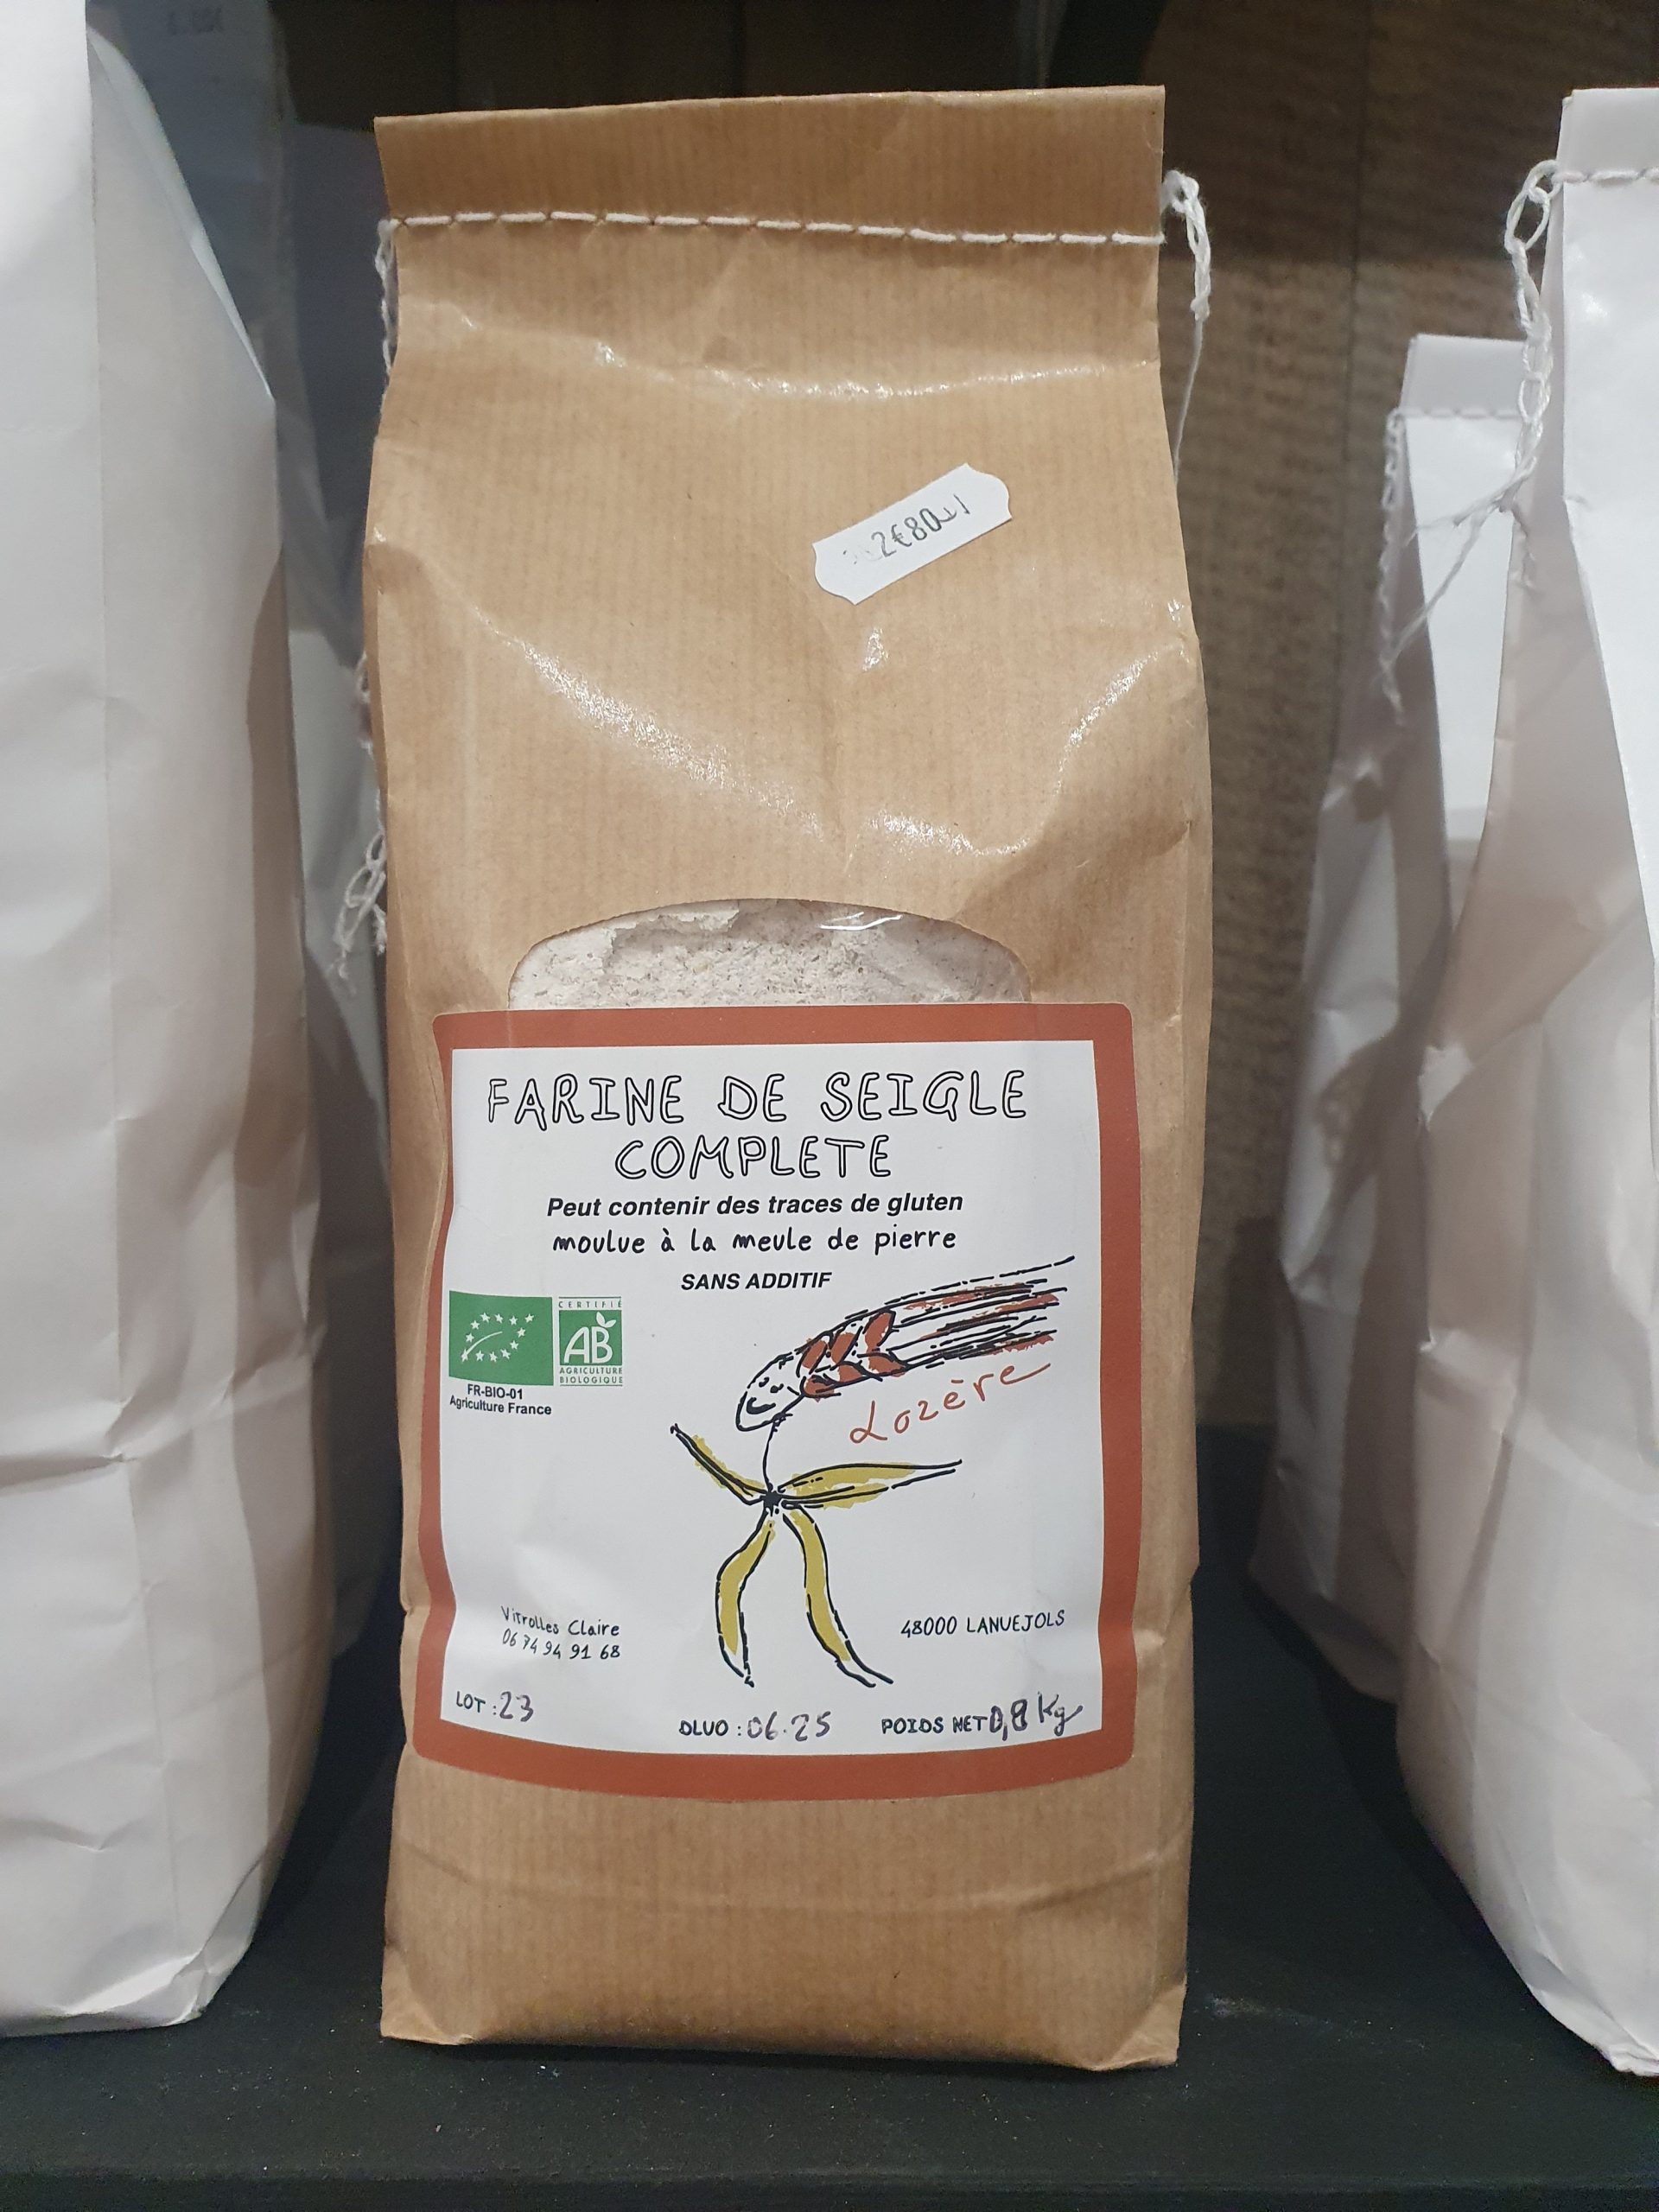 2€80
FARINE DE SEIGLE
COMPLETE
Peut contenir des traces de gluten
moulue à la meule de pierre
SANS ADDITIF
CERTIFIÉ
AB
AGRICULTURE
BIOLOGIQUE
FR-BIO-01
Agriculture France
Lozère
Vitrolles Claire
06 74 94 91 68
48000 LANUEJOLS
LOT : 23
DLUO : 06.25
POIDS NET 0,8 Kg